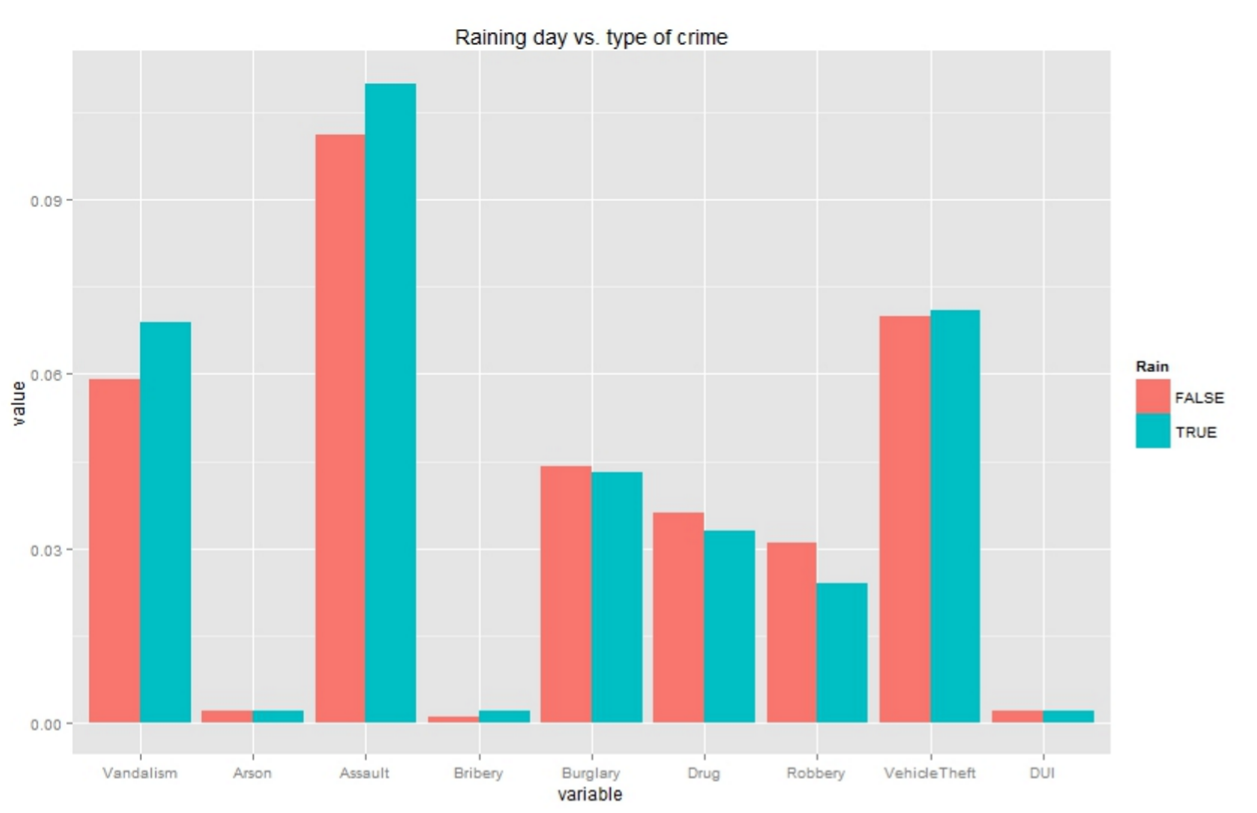 Raining day vs. type of crime
value
0.09
0.06
0.03
0.00
Vandalism Arson Assault Bribery Burglary Drug Robbery VehicleTheft DUI
variable
Rain
FALSE
TRUE